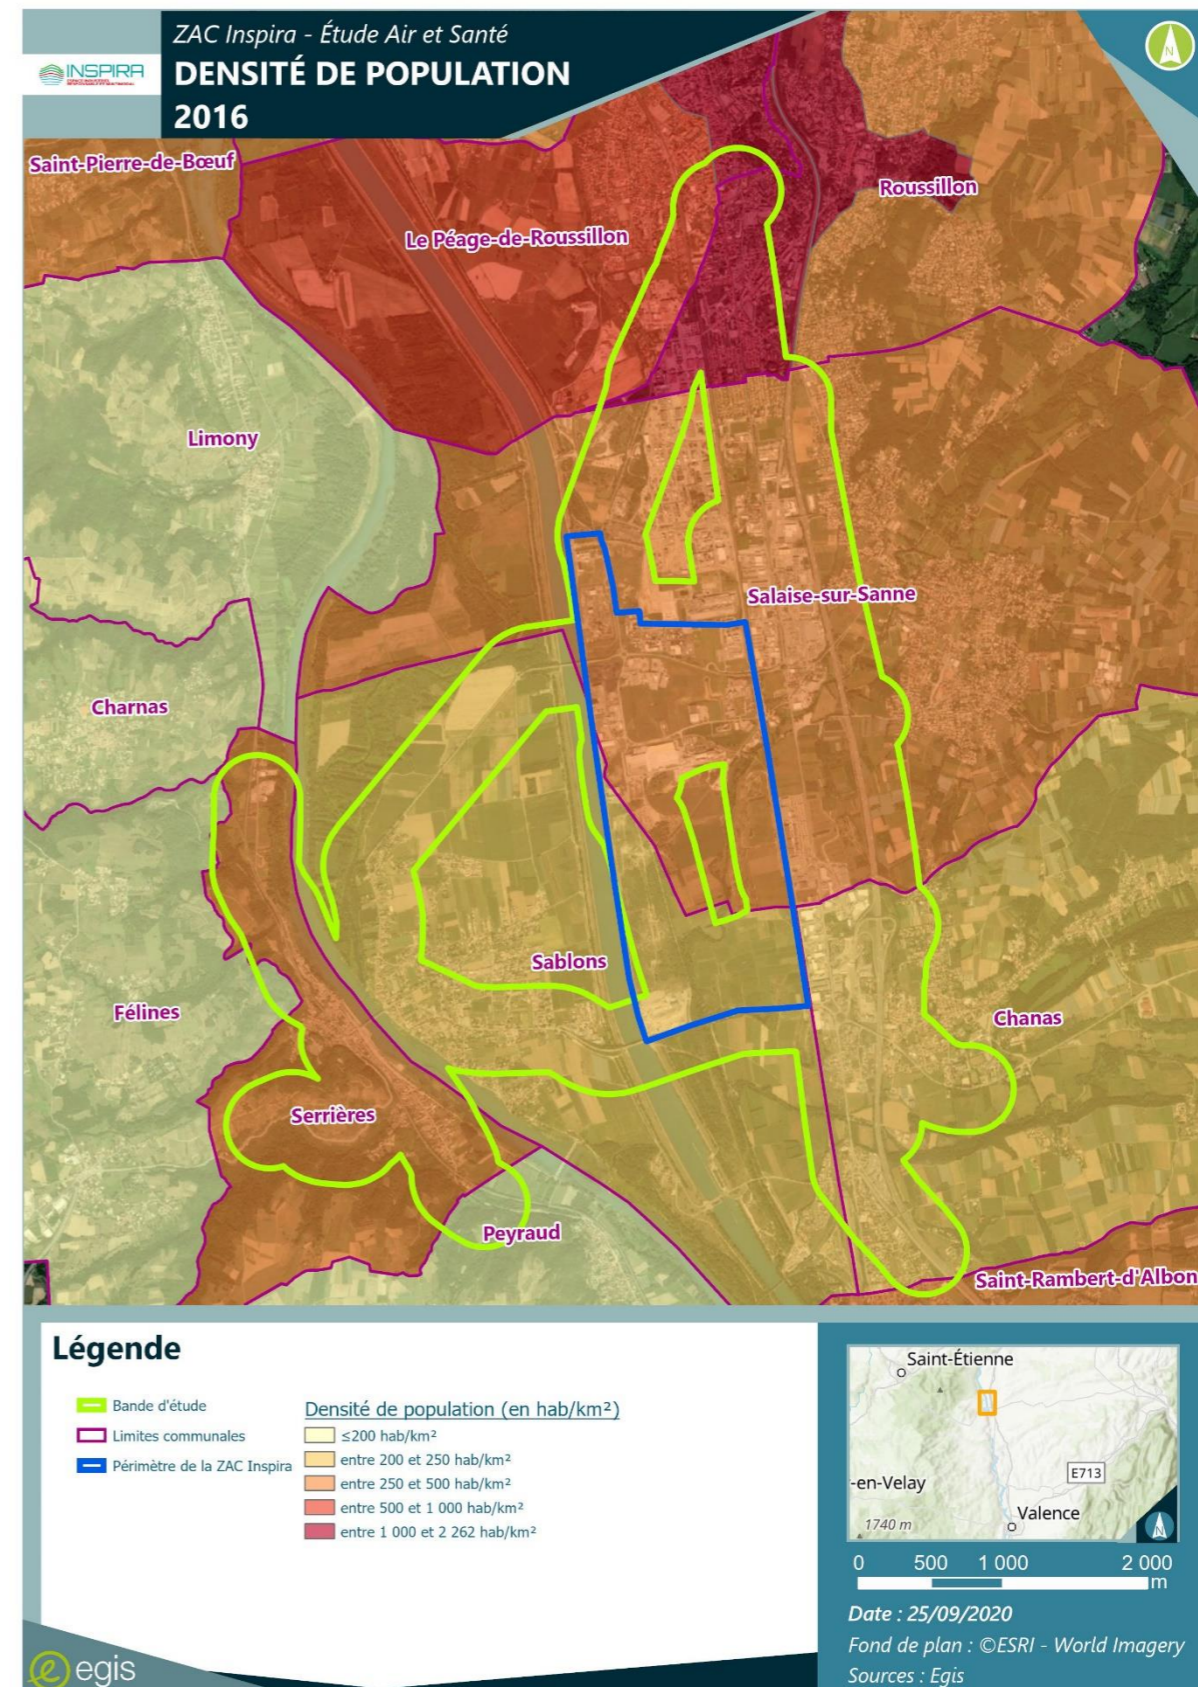 ZAC Inspira - Étude Air et Santé
INSPIRA
DENSITÉ DE POPULATION
2016
N
Saint-Pierre-de-Bœuf
Roussillon
Le Péage-de-Roussillon
Limony
Salaise-sur-Sanne
Charnas
Sablons
Félines
Chanas
Serrières
Peyraud
Saint-Rambert-d'Albon
Légende
Bande d'étude
Limites communales
Périmètre de la ZAC Inspira
Densité de population (en hab/km²)
≤200 hab/km²
entre 200 et 250 hab/km²
entre 250 et 500 hab/km²
entre 500 et 1 000 hab/km²
entre 1 000 et 2 262 hab/km²
Saint-Étienne
E713
-en-Velay
Valence
1740 m
N
0 500 1 000 2 000
m
Date : 25/09/2020
Fond de plan : ©ESRI - World Imagery
Sources : Egis
egis